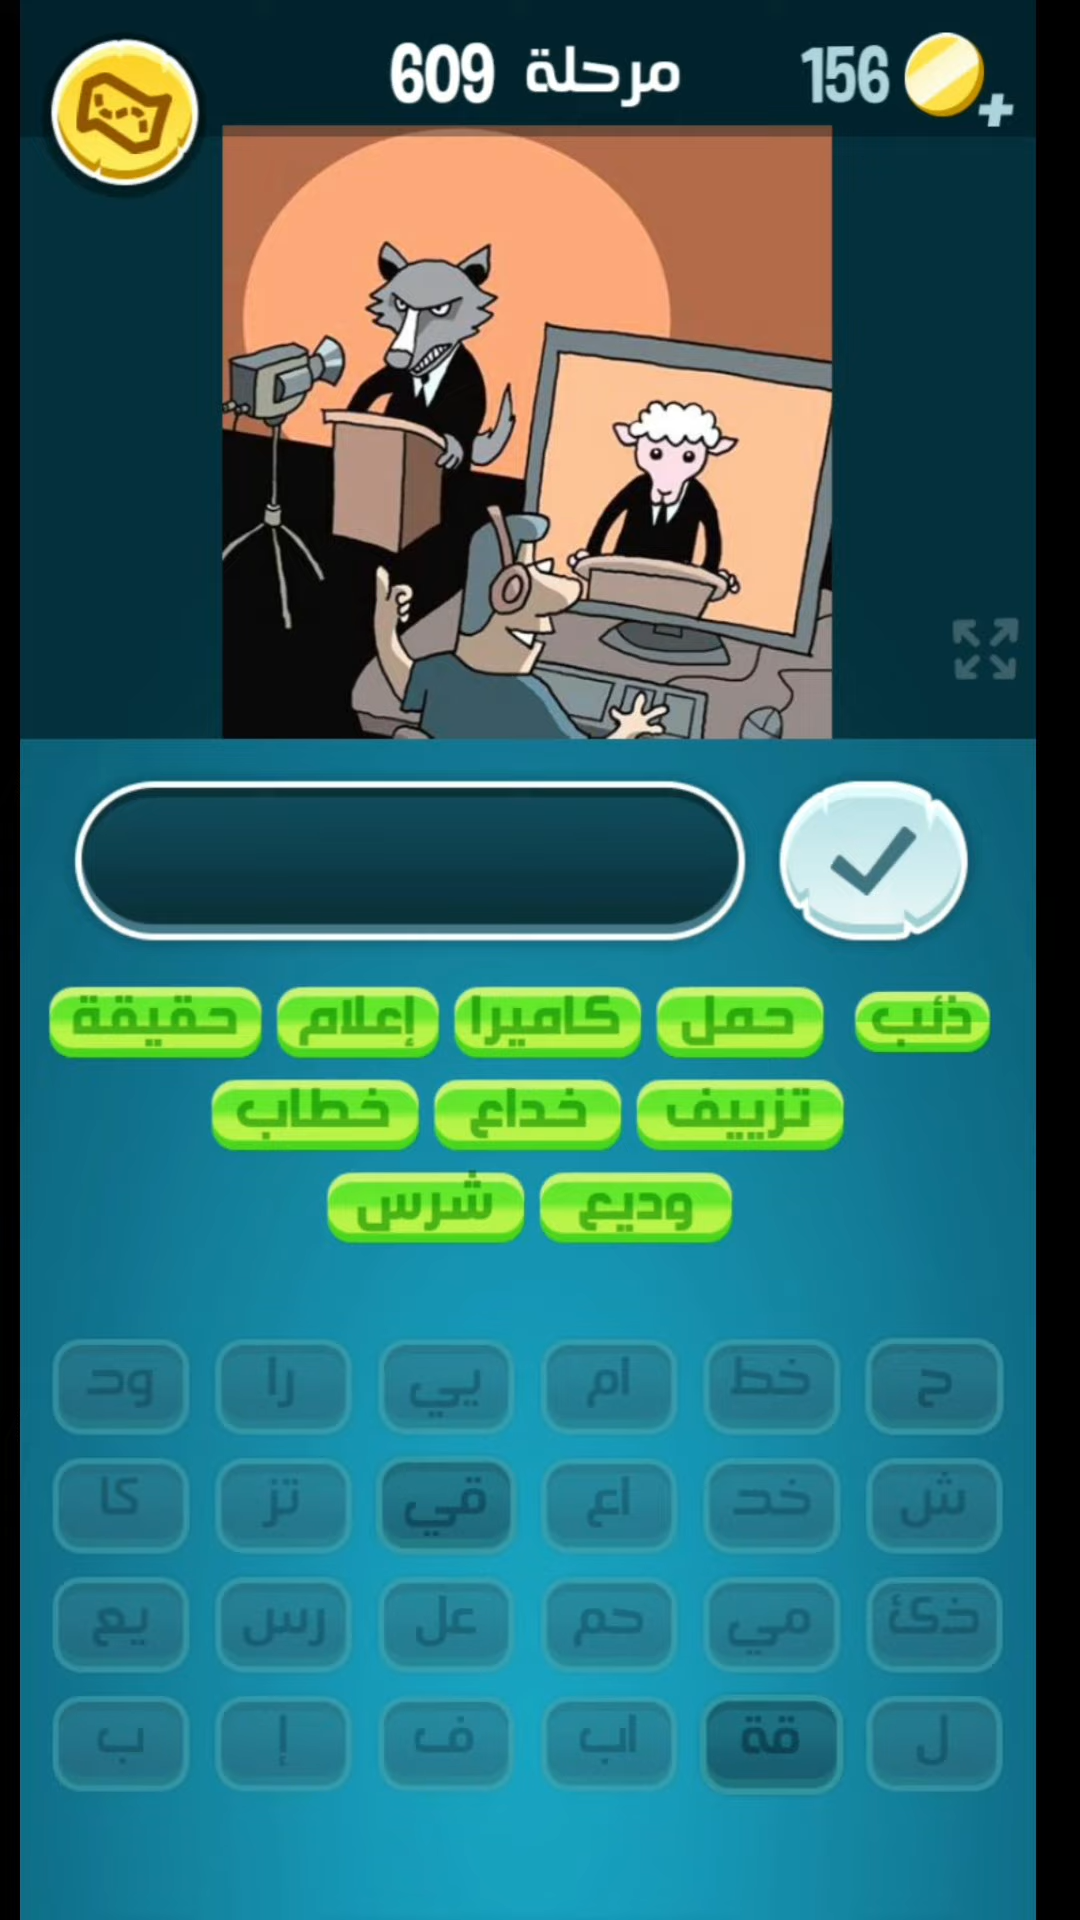 مرحلة 609
156
ذئب حمل كاميرا إعلام حقيقة
تزييف خداع خطاب
وديع شرس
ح خط ام يي را ود
ش خد اع قي تز كا
ذئ مي حم عل رس يع
ل قة اب ف إ ب